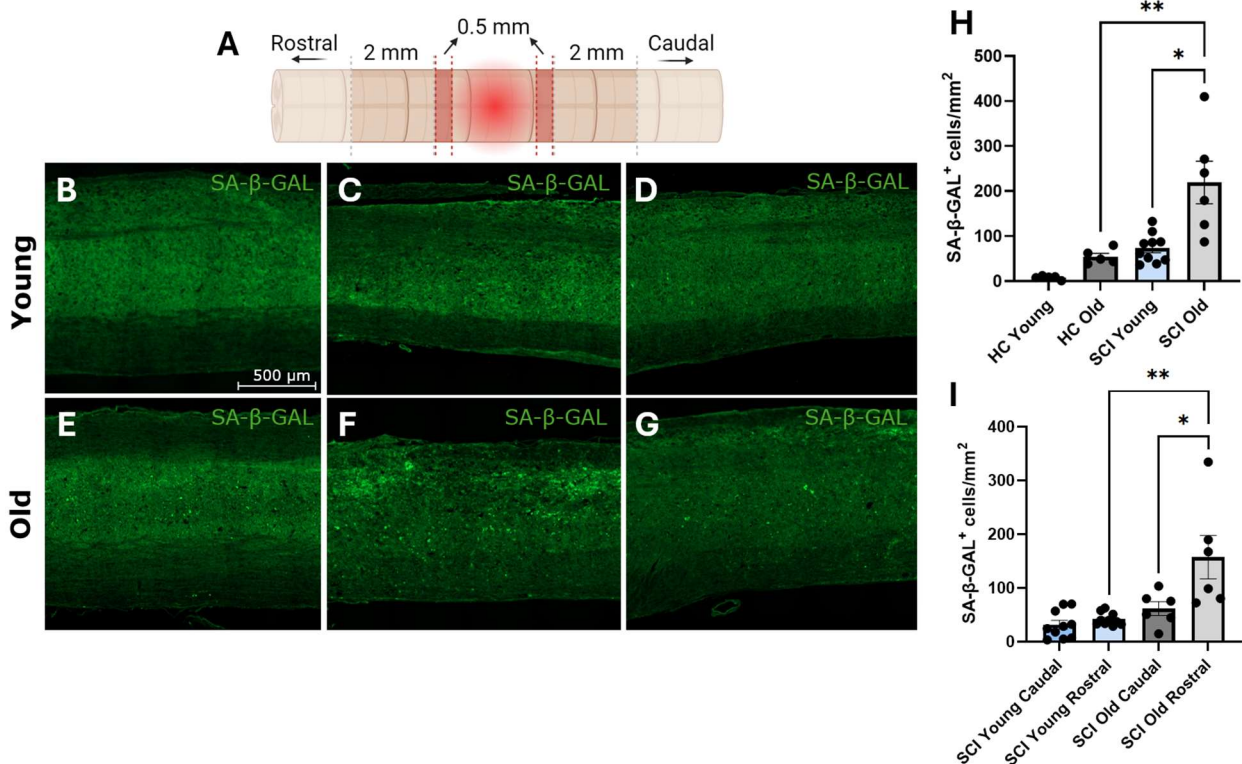 A
Rostral
2 mm
0.5 mm
2 mm
Caudal
Young
B
SA-β-GAL
500 µm
C
SA-β-GAL
D
SA-β-GAL
Old
E
SA-β-GAL
F
SA-β-GAL
G
SA-β-GAL
H
**
*
SA-β-GAL⁺ cells/mm²
500
400
300
200
100
0
HC Young
HC Old
SCI Young
SCI Old
I
**
*
SA-β-GAL⁺ cells/mm²
400
300
200
100
0
SCI Young Caudal
SCI Young Rostral
SCI Old Caudal
SCI Old Rostral